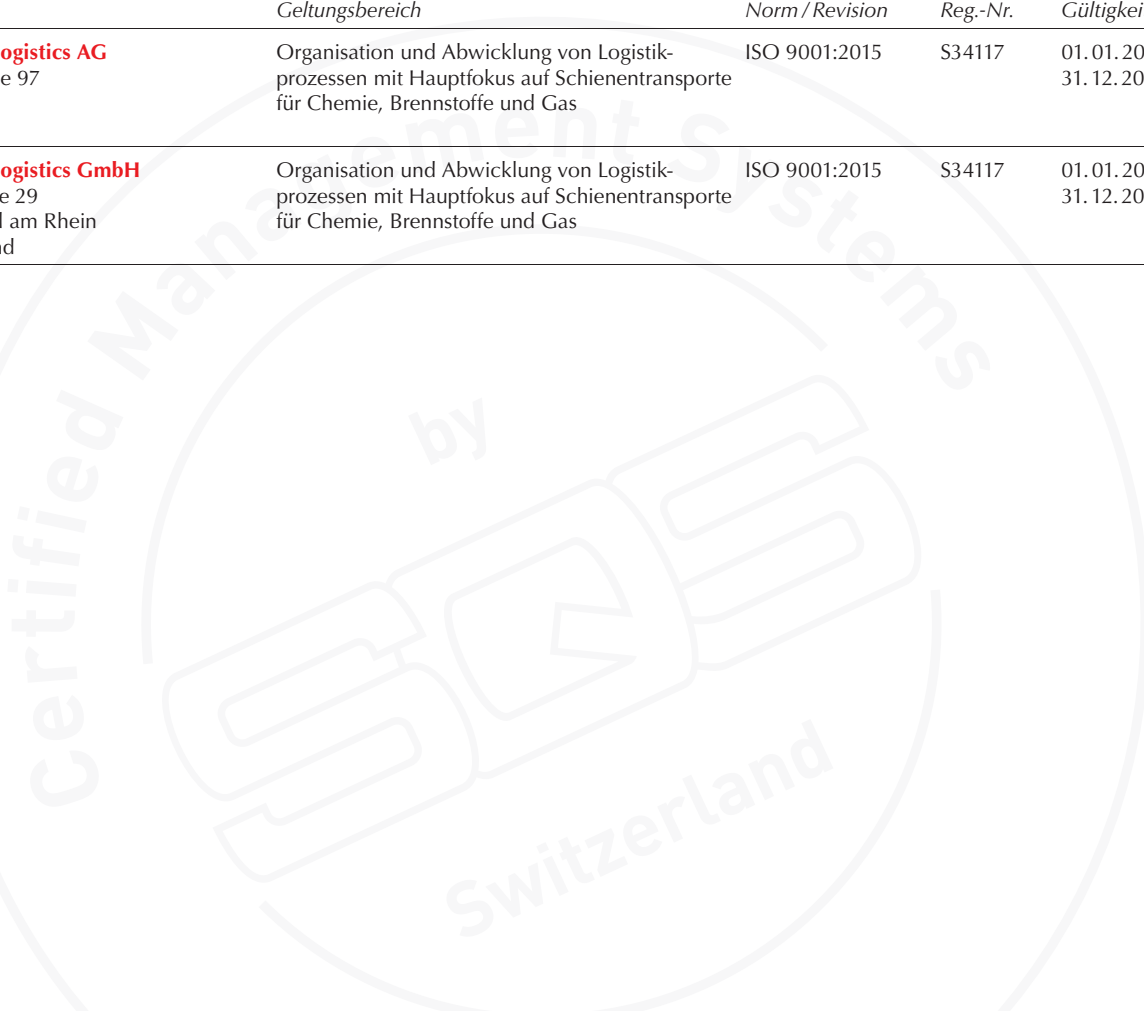 Geltungsbereich Norm / Revision Reg.-Nr. Gültigkei
ogistics AG Organisation und Abwicklung von Logistik- ISO 9001:2015 S34117 01.01.20
e 97 prozessen mit Hauptfokus auf Schienentransporte 31.12.20
für Chemie, Brennstoffe und Gas
ogistics GmbH Organisation und Abwicklung von Logistik- ISO 9001:2015 S34117 01.01.20
e 29 prozessen mit Hauptfokus auf Schienentransporte 31.12.20
l am Rhein für Chemie, Brennstoffe und Gas
nd
Certified Management Systems
by
SQS
Switzerland